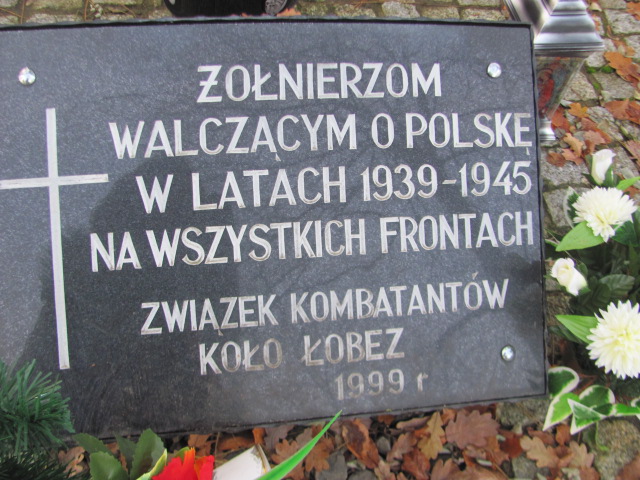 ŻOŁNIERZOM
WALCZĄCYM O POLSKĘ
W LATACH 1939-1945
NA WSZYSTKICH FRONTACH
ZWIĄZEK KOMBATANTÓW
KOŁO ŁOBEZ
1999 r